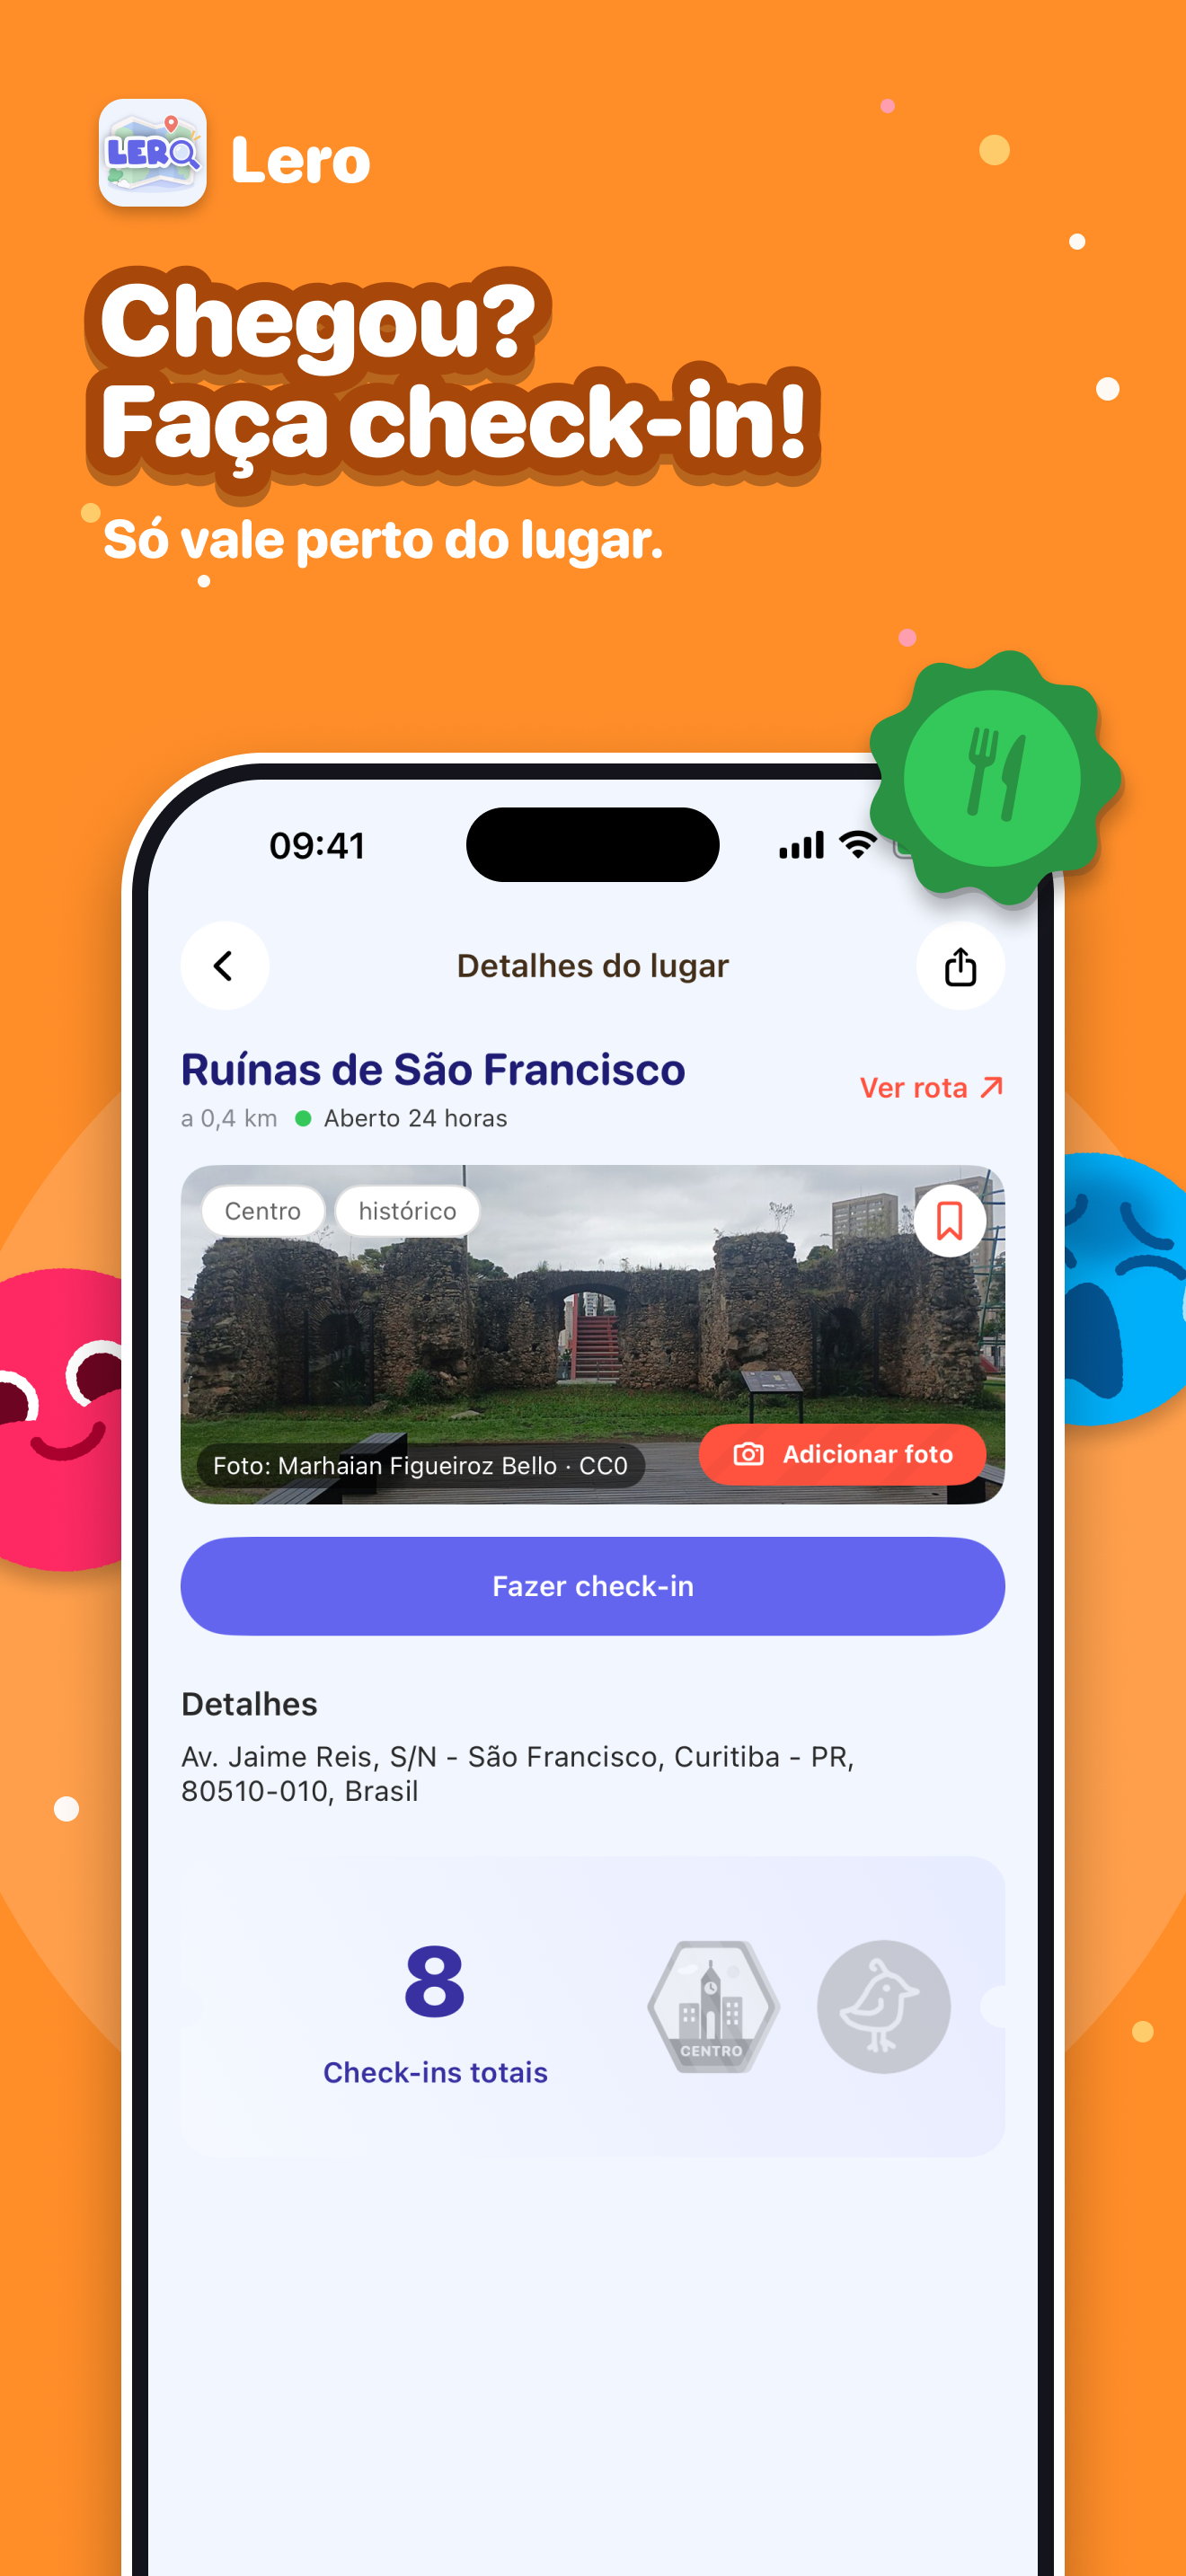 LERO
Lero
Chegou?
Faça check-in!
Só vale perto do lugar.
09:41
Detalhes do lugar
Ruínas de São Francisco
Ver rota
a 0,4 km
Aberto 24 horas
Centro
histórico
Foto: Marhaian Figueiroz Bello · CC0
Adicionar foto
Fazer check-in
Detalhes
Av. Jaime Reis, S/N - São Francisco, Curitiba - PR,
80510-010, Brasil
8
Check-ins totais
CENTRO